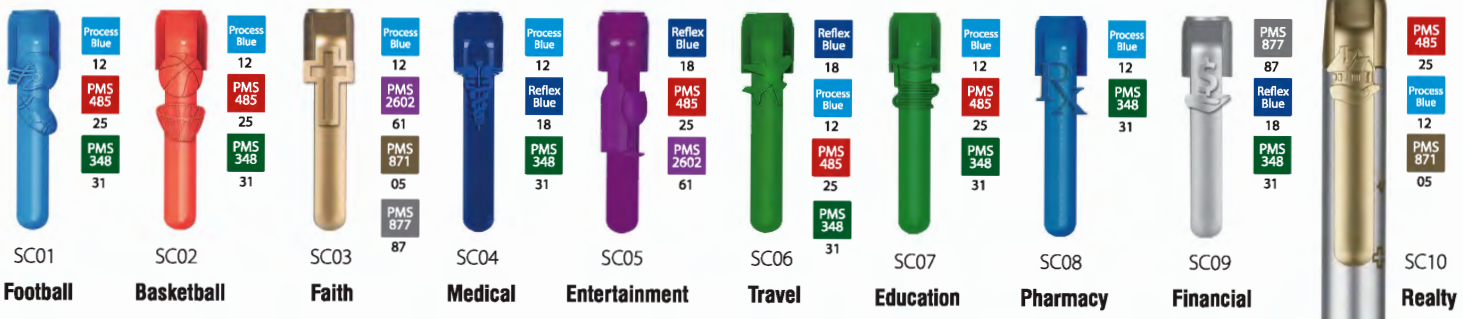 Process
Blue
12
PMS
485
25
PMS
348
31
SC01
Football
Process
Blue
12
PMS
485
25
PMS
348
31
SC02
Basketball
Process
Blue
12
PMS
2602
61
PMS
871
05
PMS
877
87
SC03
Faith
Process
Blue
12
Reflex
Blue
18
PMS
348
31
SC04
Medical
Reflex
Blue
18
PMS
485
25
PMS
2602
61
SC05
Entertainment
Reflex
Blue
18
Process
Blue
12
PMS
485
25
PMS
348
31
SC06
Travel
Process
Blue
12
PMS
485
25
PMS
348
31
SC07
Education
Rx
Process
Blue
12
PMS
348
31
SC08
Pharmacy
$
PMS
877
87
Reflex
Blue
18
PMS
348
31
SC09
Financial
PMS
485
25
Process
Blue
12
PMS
871
05
SC10
Realty